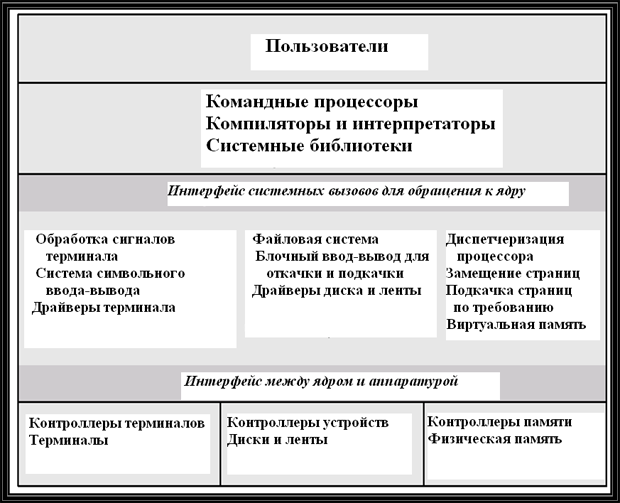 Пользователи
Командные процессоры
Компиляторы и интерпретаторы
Системные библиотеки
Интерфейс системных вызовов для обращения к ядру
Обработка сигналов
терминала
Система символьного
ввода-вывода
Драйверы терминала
Файловая система
Блочный ввод-вывод для
откачки и подкачки
Драйверы диска и ленты
Диспетчеризация
процессора
Замещение страниц
Подкачка страниц
по требованию
Виртуальная память
Интерфейс между ядром и аппаратурой
Контроллеры терминалов
Терминалы
Контроллеры устройств
Диски и ленты
Контроллеры памяти
Физическая память